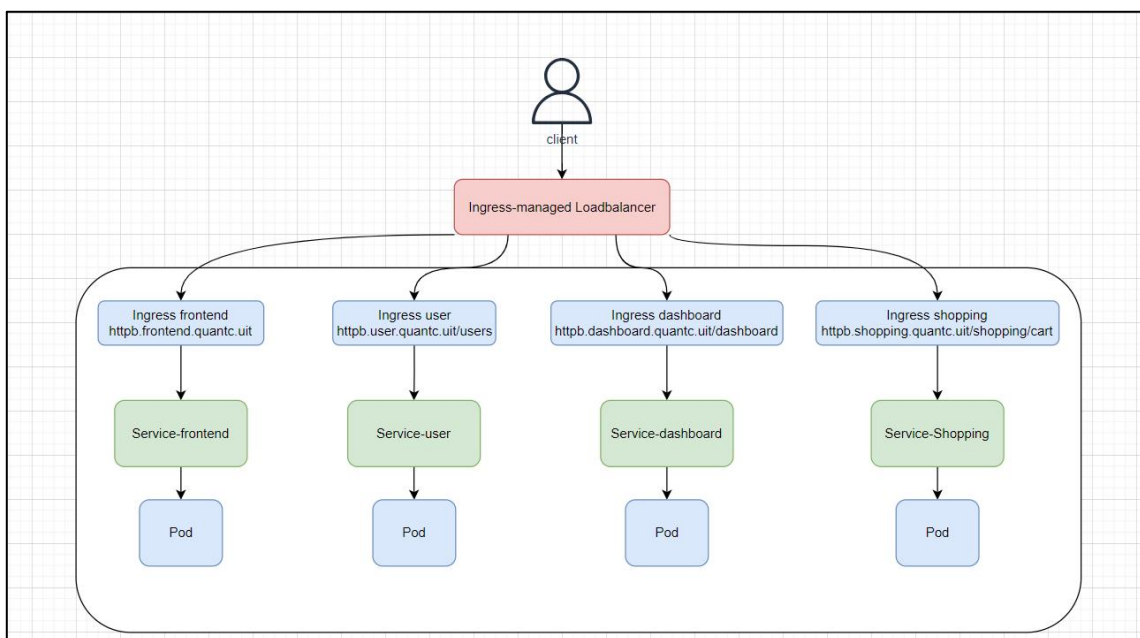 client
Ingress-managed Loadbalancer
Ingress frontend
httpb.frontend.quantc.uit
Ingress user
httpb.user.quantc.uit/users
Ingress dashboard
httpb.dashboard.quantc.uit/dashboard
Ingress shopping
httpb.shopping.quantc.uit/shopping/cart
Service-frontend
Service-user
Service-dashboard
Service-Shopping
Pod
Pod
Pod
Pod